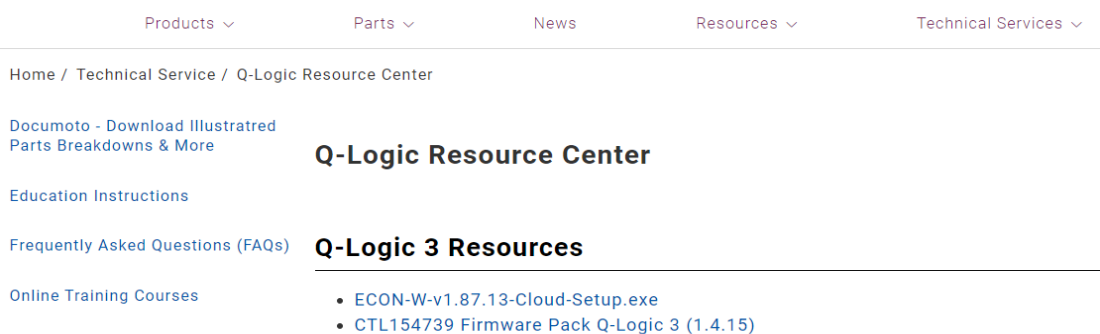 Products
Parts
News
Resources
Technical Services
Home / Technical Service / Q-Logic Resource Center
Documoto - Download Illustratred
Parts Breakdowns & More
Education Instructions
Frequently Asked Questions (FAQs)
Online Training Courses
Q-Logic Resource Center
Q-Logic 3 Resources
ECON-W-v1.87.13-Cloud-Setup.exe
CTL154739 Firmware Pack Q-Logic 3 (1.4.15)